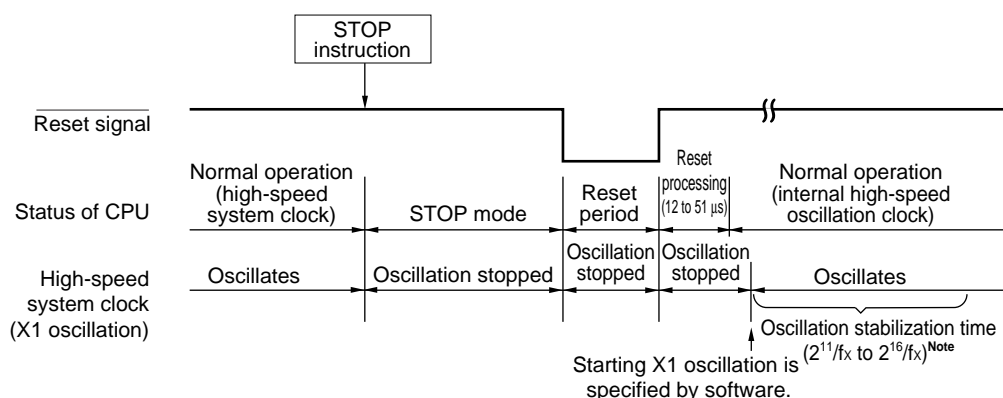 STOP
instruction
Reset signal
Normal operation
(high-speed
system clock)
Status of CPU
STOP mode
Reset
period
Reset
processing
(12 to 51 µs)
Normal operation
(internal high-speed
oscillation clock)
High-speed
system clock
(X1 oscillation)
Oscillates
Oscillation stopped
Oscillation
stopped
Oscillation
stopped
Oscillates
Oscillation stabilization time
(2¹¹/fX to 2¹⁶/fX)Note
Starting X1 oscillation is
specified by software.